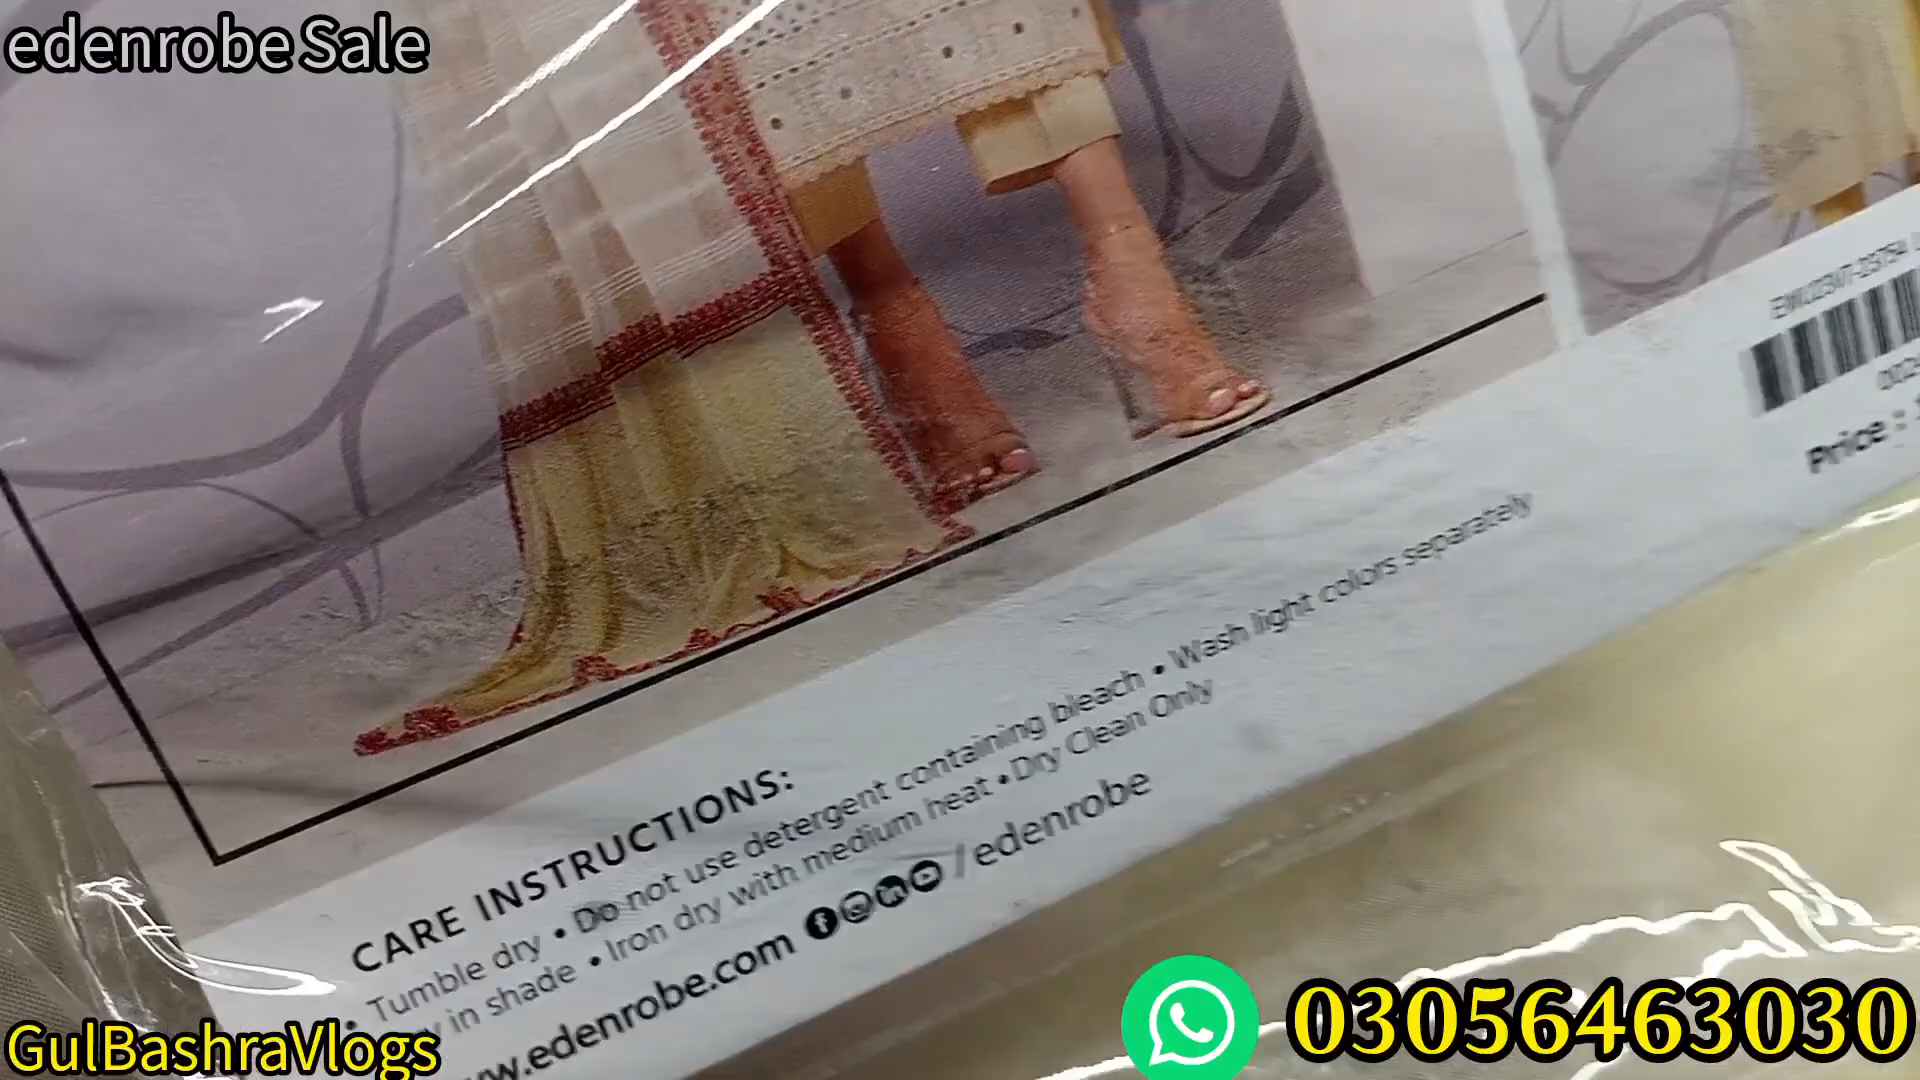 edenrobe Sale
Price :
CARE INSTRUCTIONS:
• Tumble dry • Do not use detergent containing bleach • Wash light colors separately
in shade • Iron dry with medium heat • Dry Clean Only
www.edenrobe.com /edenrobe
GulBashraVlogs
03056463030